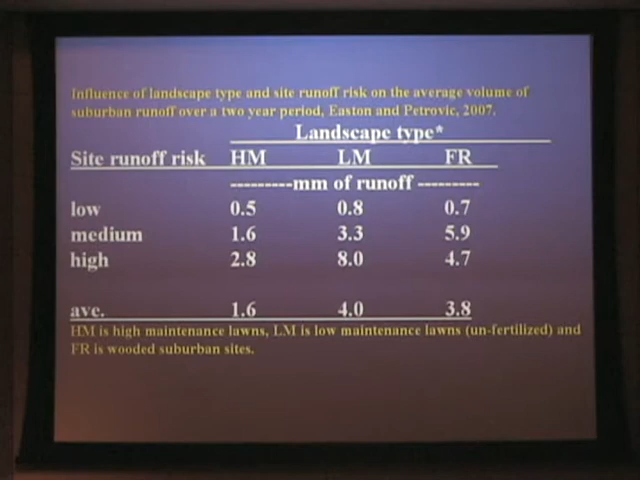 Influence of landscape type and site runoff risk on the average volume of
suburban runoff over a two year period, Easton and Petrovic, 2007.
Landscape type*
Site runoff risk HM LM FR
---------mm of runoff ---------
low 0.5 0.8 0.7
medium 1.6 3.3 5.9
high 2.8 8.0 4.7
ave. 1.6 4.0 3.8
HM is high maintenance lawns, LM is low maintenance lawns (un-fertilized) and
FR is wooded suburban sites.